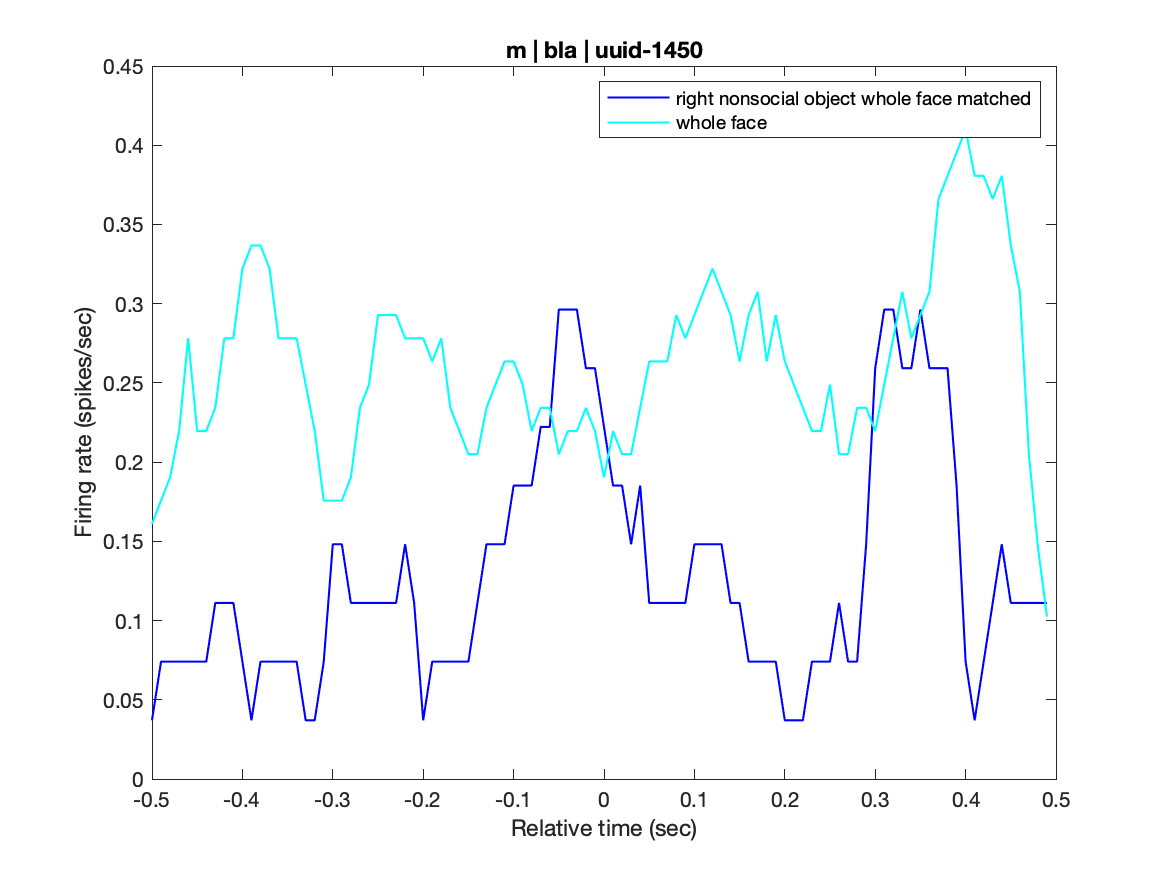 m | bla | uuid-1450
right nonsocial object whole face matched
whole face
Firing rate (spikes/sec)
0.45
0.4
0.35
0.3
0.25
0.2
0.15
0.1
0.05
0
-0.5 -0.4 -0.3 -0.2 -0.1 0 0.1 0.2 0.3 0.4 0.5
Relative time (sec)